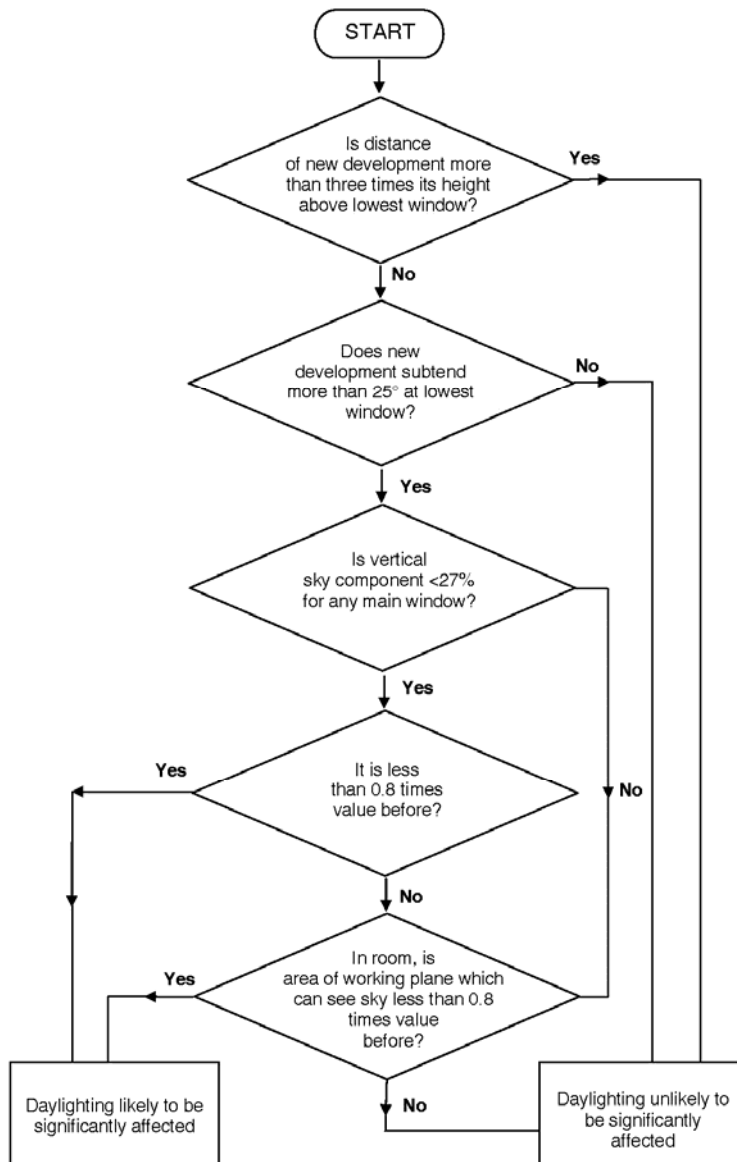 START
Is distance
of new development more
than three times its height
above lowest window?
Yes
No
Does new
development subtend
more than 25° at lowest
window?
No
Yes
Is vertical
sky component <27%
for any main window?
Yes
No
It is less
than 0.8 times
value before?
Yes
No
In room, is
area of working plane which
can see sky less than 0.8
times value
before?
Yes
No
Daylighting likely to be
significantly affected
Daylighting unlikely to
be significantly
affected